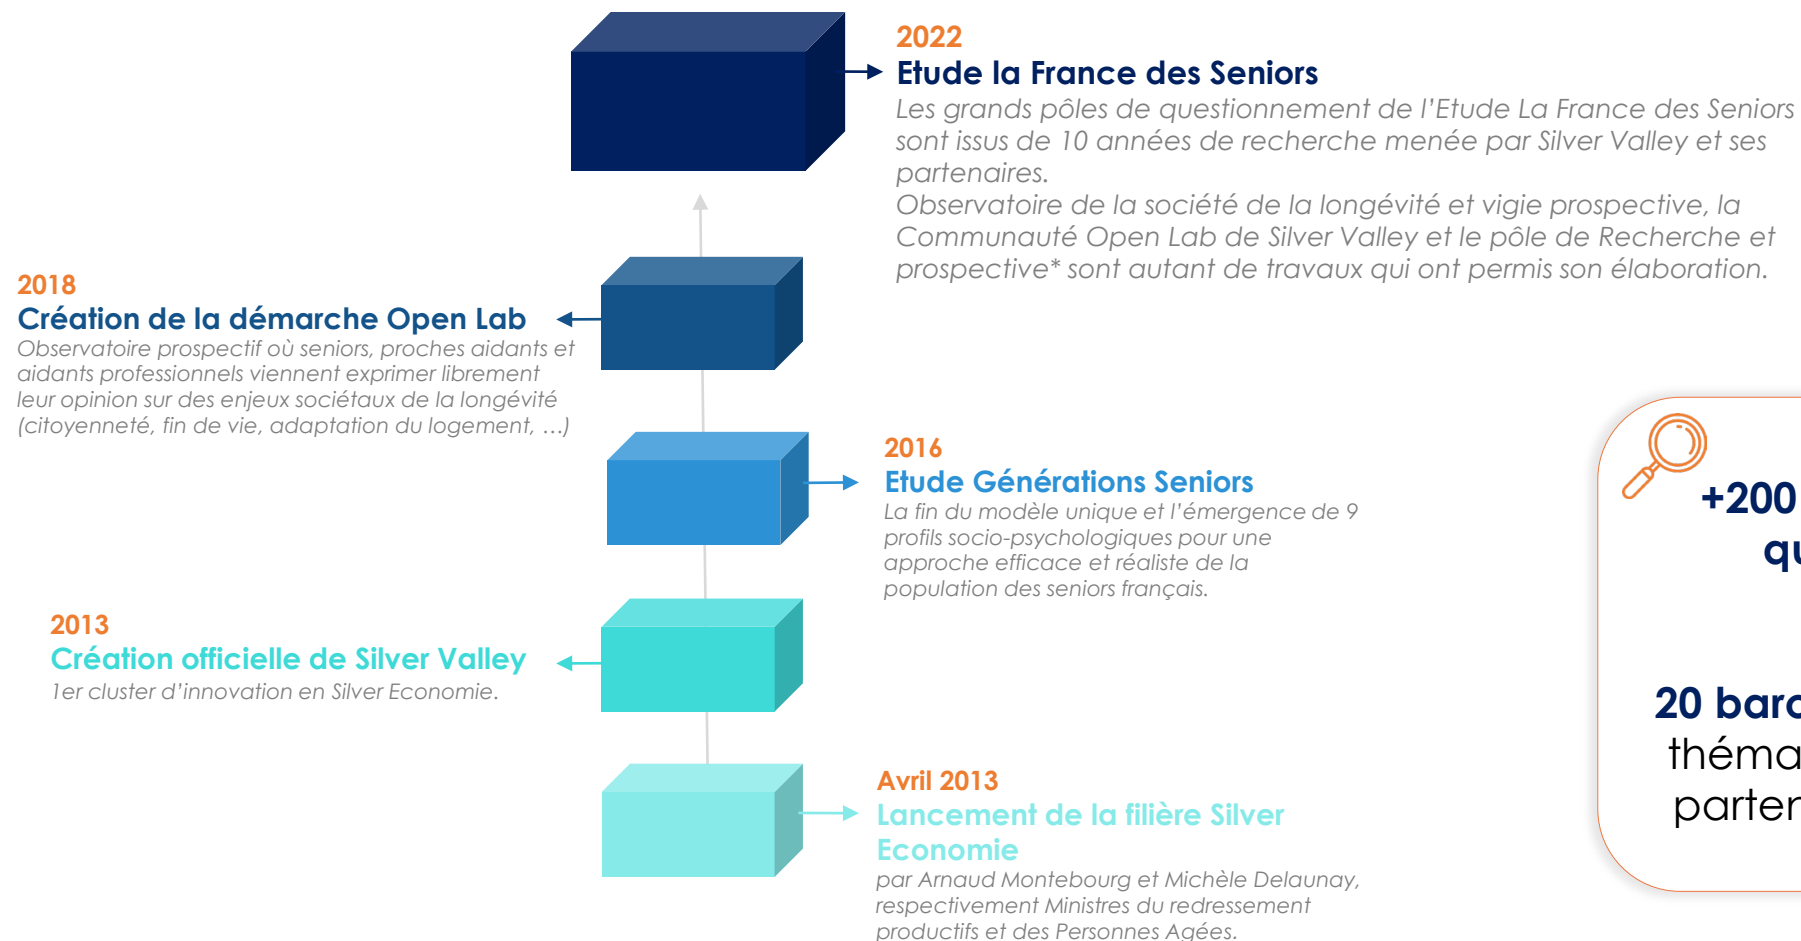 2022
Etude la France des Seniors
Les grands pôles de questionnement de l'Etude La France des Seniors
sont issus de 10 années de recherche menée par Silver Valley et ses
partenaires.
Observatoire de la société de la longévité et vigie prospective, la
Communauté Open Lab de Silver Valley et le pôle de Recherche et
prospective* sont autant de travaux qui ont permis son élaboration.
2018
Création de la démarche Open Lab
Observatoire prospectif où seniors, proches aidants et
aidants professionnels viennent exprimer librement
leur opinion sur des enjeux sociétaux de la longévité
(citoyenneté, fin de vie, adaptation du logement, …)
2016
Etude Générations Seniors
La fin du modèle unique et l'émergence de 9
profils socio-psychologiques pour une
approche efficace et réaliste de la
population des seniors français.
2013
Création officielle de Silver Valley
1er cluster d'innovation en Silver Economie.
Avril 2013
Lancement de la filière Silver
Economie
par Arnaud Montebourg et Michèle Delaunay,
respectivement Ministres du redressement
productifs et des Personnes Agées.
+200
20